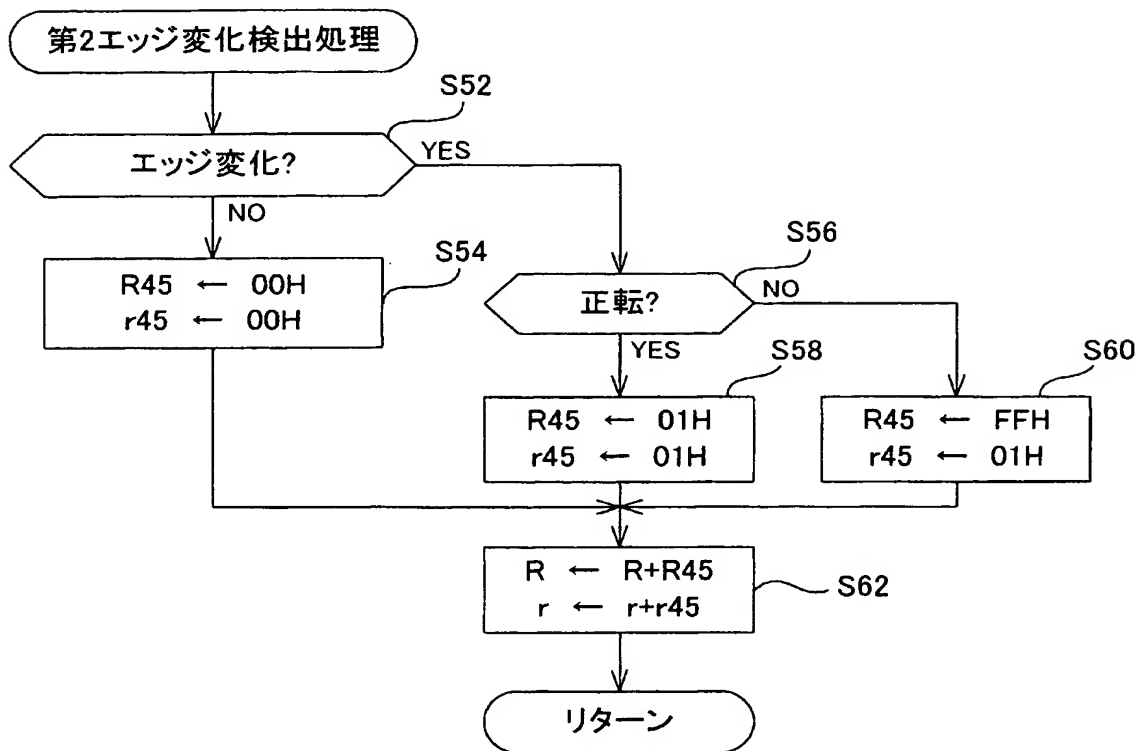 第2エッジ変化検出処理
S52
エッジ変化?
YES
NO
S54
R45 ← 00H
r45 ← 00H
S56
正転?
NO
YES
S58
R45 ← 01H
r45 ← 01H
S60
R45 ← FFH
r45 ← 01H
R ← R+R45
r ← r+r45
S62
リターン